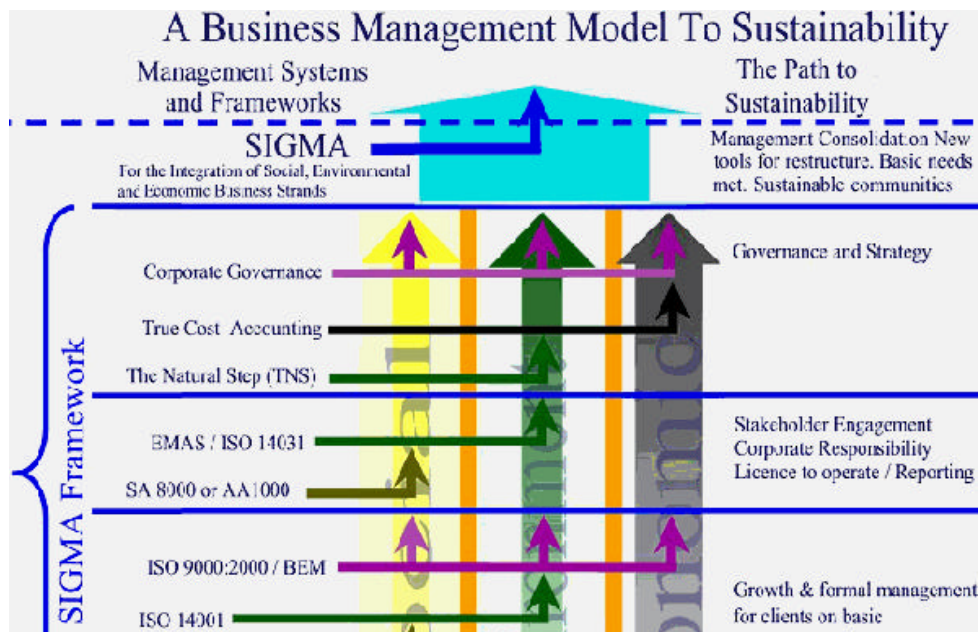 A Business Management Model To Sustainability
Management Systems
and Frameworks
The Path to
Sustainability
SIGMA
For the Integration of Social, Environmental
and Economic Business Strands
Management Consolidation New
tools for restructure. Basic needs
met. Sustainable communities
SIGMA Framework
Corporate Governance
Governance and Strategy
True Cost Accounting
The Natural Step (TNS)
EMAS / ISO 14031
SA 8000 or AA1000
Stakeholder Engagement
Corporate Responsibility
Licence to operate / Reporting
ISO 9000:2000 / BEM
ISO 14001
Growth & formal management
for clients on basic